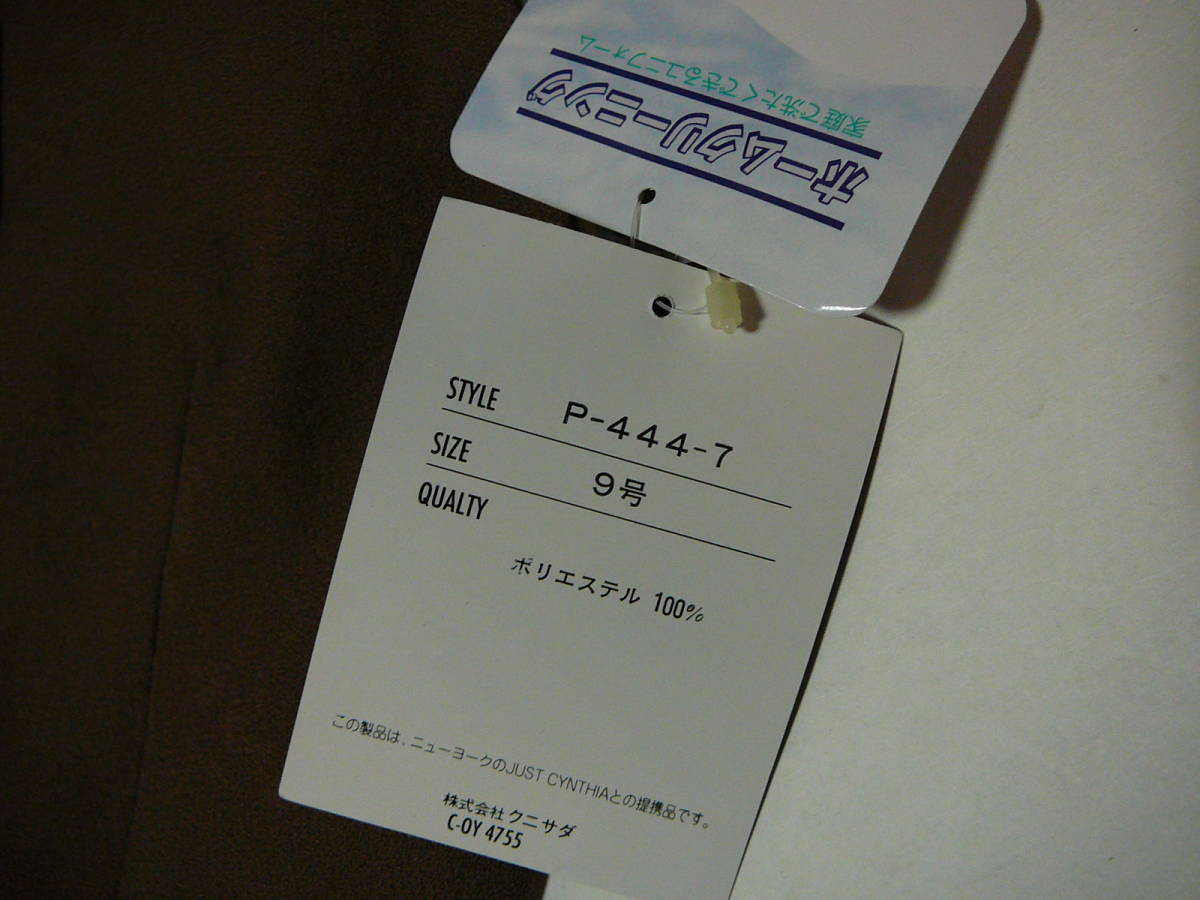 家庭で洗たくできるユニフォーム
ホームクリーニング
STYLE P-444-7
SIZE 9号
QUALTY
ポリエステル 100%
この製品は、ニューヨークのJUST CYNTHIAとの提携品です。
株式会社クニサダ
C-OY 4755